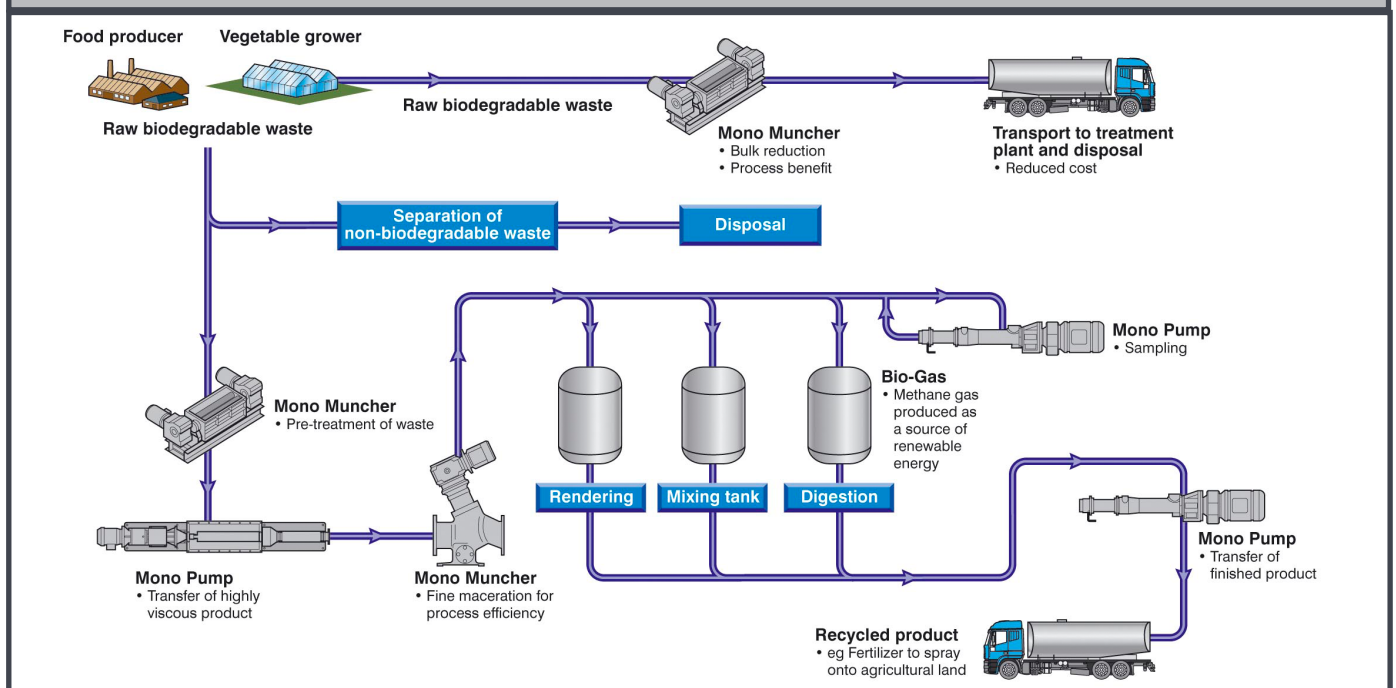 Food producer
Vegetable grower
Raw biodegradable waste
Raw biodegradable waste
Mono Muncher
• Bulk reduction
• Process benefit
Transport to treatment
plant and disposal
• Reduced cost
Separation of
non-biodegradable waste
Disposal
Mono Pump
• Sampling
Mono Muncher
• Pre-treatment of waste
Bio-Gas
• Methane gas
produced as
a source of
renewable
energy
Rendering
Mixing tank
Digestion
Mono Pump
• Transfer of highly
viscous product
Mono Muncher
• Fine maceration for
process efficiency
Mono Pump
• Transfer of
finished product
Recycled product
• eg Fertilizer to spray
onto agricultural land